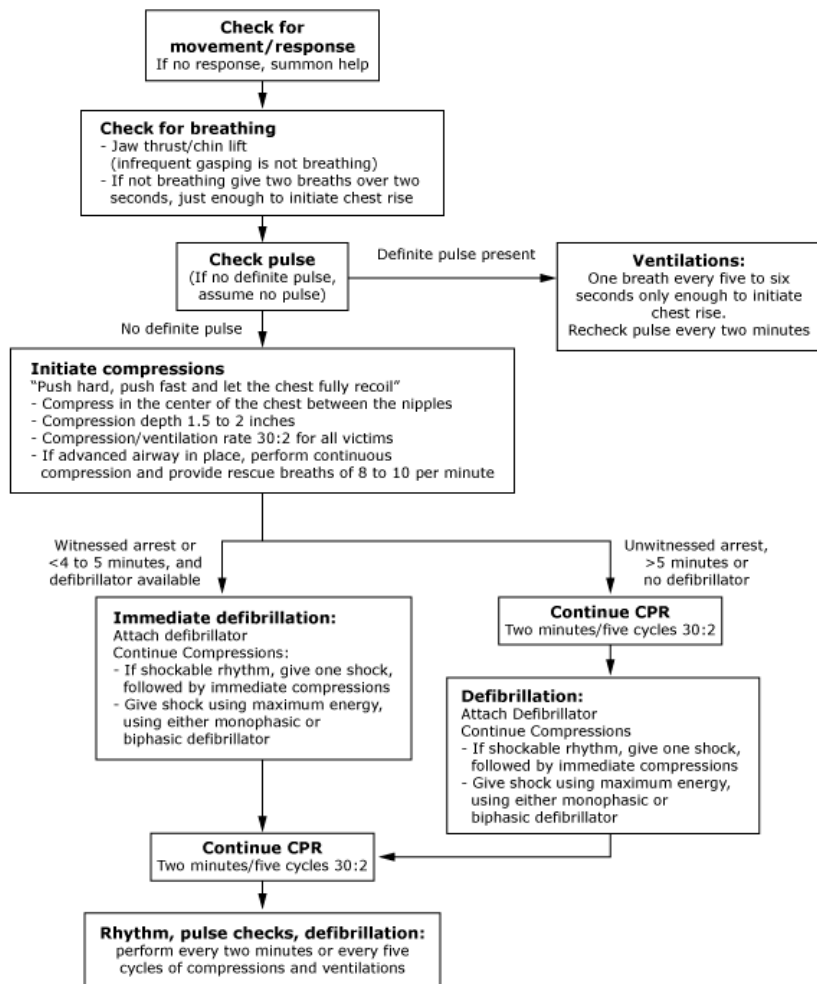 Check for
movement/response
If no response, summon help
Check for breathing
- Jaw thrust/chin lift
(infrequent gasping is not breathing)
- If not breathing give two breaths over two
seconds, just enough to initiate chest rise
Check pulse
(If no definite pulse,
assume no pulse)
Definite pulse present
Ventilations:
One breath every five to six
seconds only enough to initiate
chest rise.
Recheck pulse every two minutes
No definite pulse
Initiate compressions
“Push hard, push fast and let the chest fully recoil”
- Compress in the center of the chest between the nipples
- Compression depth 1.5 to 2 inches
- Compression/ventilation rate 30:2 for all victims
- If advanced airway in place, perform continuous
compression and provide rescue breaths of 8 to 10 per minute
Witnessed arrest or
<4 to 5 minutes, and
defibrillator available
Unwitnessed arrest,
>5 minutes or
no defibrillator
Immediate defibrillation:
Attach defibrillator
Continue Compressions:
- If shockable rhythm, give one shock,
followed by immediate compressions
- Give shock using maximum energy,
using either monophasic or
biphasic defibrillator
Continue CPR
Two minutes/five cycles 30:2
Defibrillation:
Attach Defibrillator
Continue Compressions
- If shockable rhythm, give one shock,
followed by immediate compressions
- Give shock using maximum energy,
using either monophasic or
biphasic defibrillator
Continue CPR
Two minutes/five cycles 30:2
Rhythm, pulse checks, defibrillation:
perform every two minutes or every five
cycles of compressions and ventilations